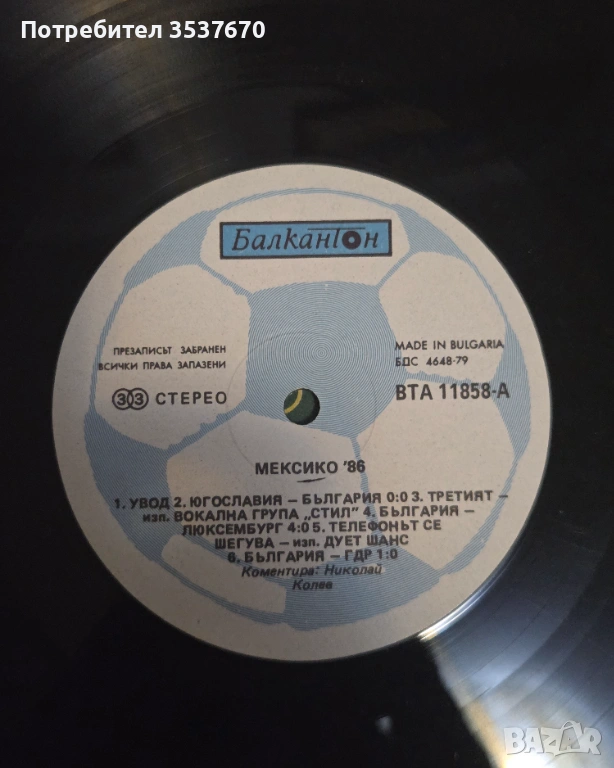 Потребител 3537670
Балкантон
ПРЕЗАПИСЪТ ЗАБРАНЕН
ВСИЧКИ ПРАВА ЗАПАЗЕНИ
33 СТЕРЕО
MADE IN BULGARIA
БДС 4648-79
ВТА 11858-А
МЕКСИКО '86
1. УВОД 2. ЮГОСЛАВИЯ – БЪЛГАРИЯ 0:0 3. ТРЕТИЯТ –
изп. ВОКАЛНА ГРУПА „СТИЛ" 4. БЪЛГАРИЯ –
ЛЮКСЕМБУРГ 4:0 5. ТЕЛЕФОНЪТ СЕ
ШЕГУВА – изп. ДУЕТ ШАНС
6. БЪЛГАРИЯ – ГДР 1:0
Коментира: Николай
Колев
BAZAR